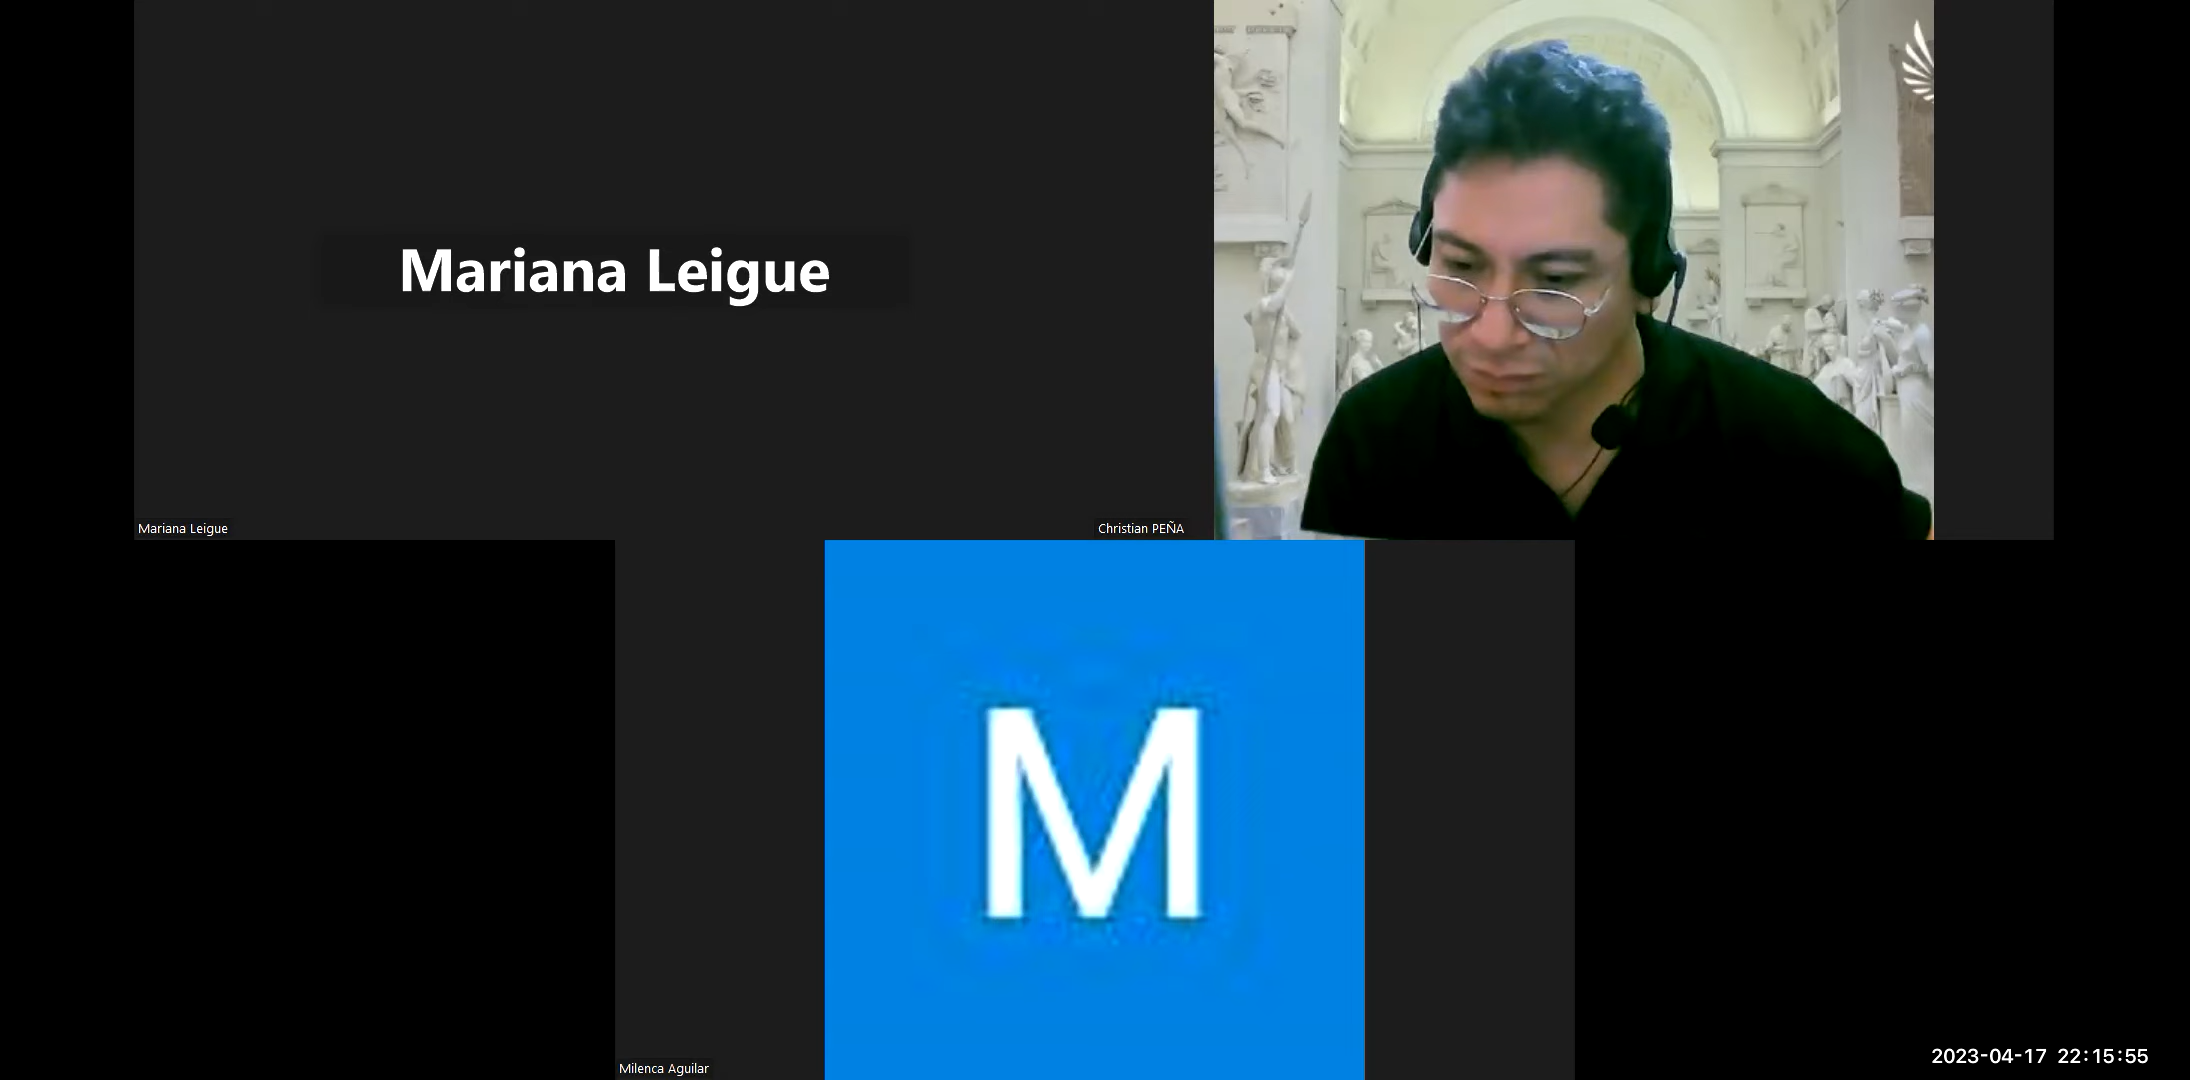 Mariana Leigue
Mariana Leigue
Christian PEÑA
M
Milenca Aguilar
2023-04-17 22:15:55